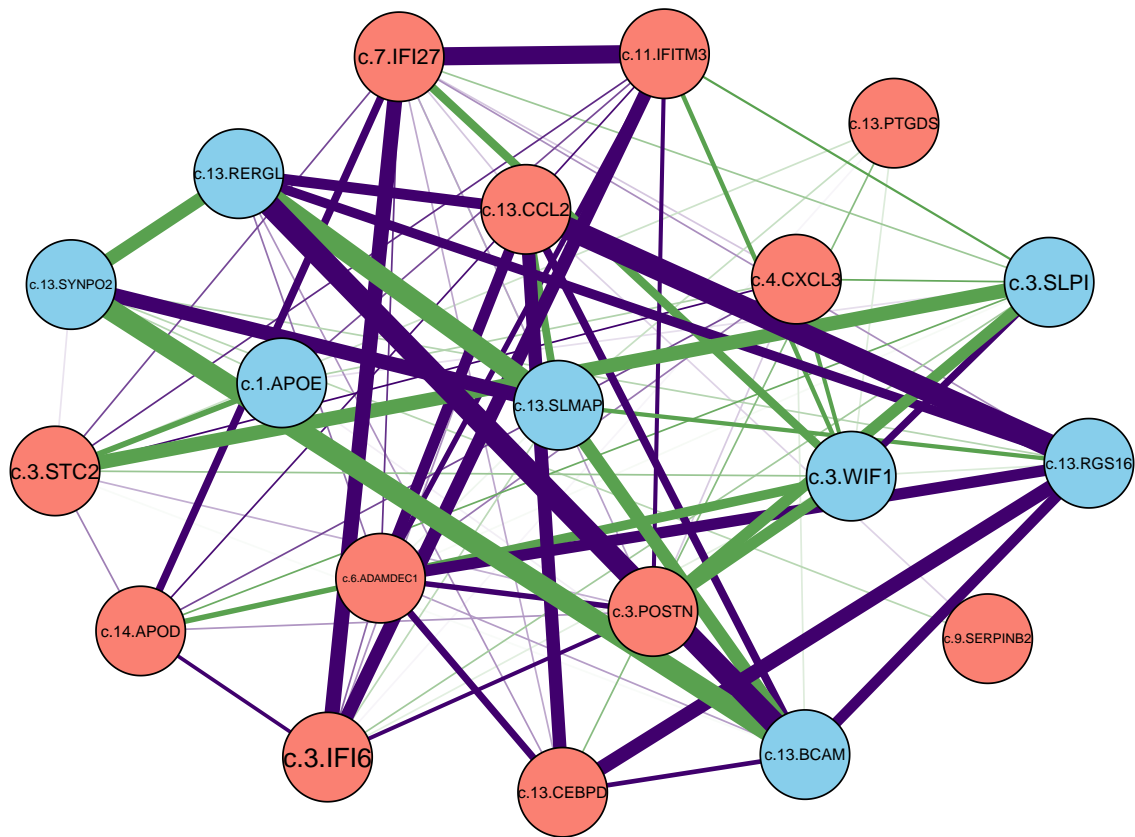 c.7.IFI27
c.11.IFITM3
c.13.PTGDS
c.13.RERGL
c.13.CCL2
c.13.SYNPO2
c.4.CXCL3
c.3.SLPI
c.1.APOE
c.13.SLMAP
c.3.STC2
c.3.WIF1
c.13.RGS16
c.6.ADAMDEC1
c.3.POSTN
c.14.APOD
c.9.SERPINB2
c.3.IFI6
c.13.CEBPD
c.13.BCAM